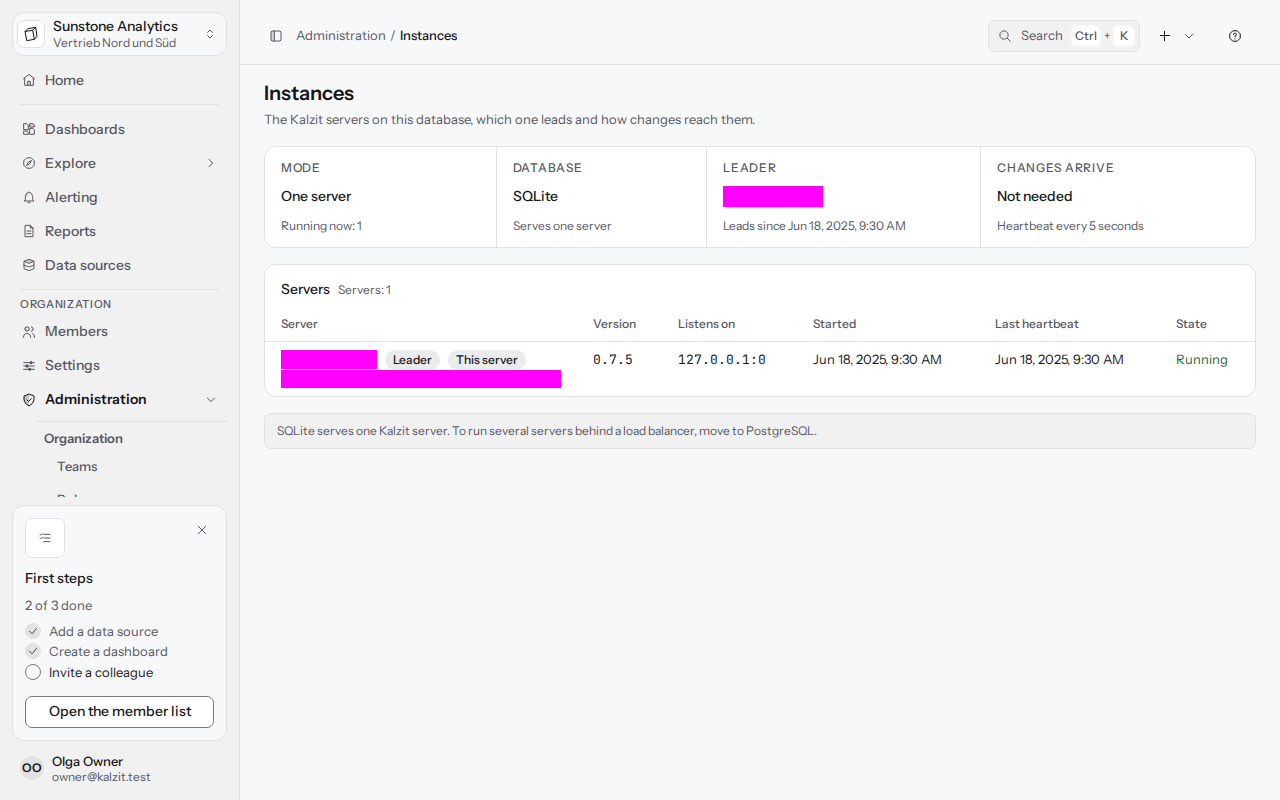 Sunstone Analytics
Vertrieb Nord und Süd
Home
Dashboards
Explore
Alerting
Reports
Data sources
ORGANIZATION
Members
Settings
Administration
Organization
Teams
First steps
2 of 3 done
Add a data source
Create a dashboard
Invite a colleague
Open the member list
OO
Olga Owner
owner@kalzit.test
Administration / Instances
Search Ctrl + K
Instances
The Kalzit servers on this database, which one leads and how changes reach them.
MODE
One server
Running now: 1
DATABASE
SQLite
Serves one server
LEADER
Leads since Jun 18, 2025, 9:30 AM
CHANGES ARRIVE
Not needed
Heartbeat every 5 seconds
Servers Servers: 1
Server Version Listens on Started Last heartbeat State
Leader This server 0.7.5 127.0.0.1:0 Jun 18, 2025, 9:30 AM Jun 18, 2025, 9:30 AM Running
SQLite serves one Kalzit server. To run several servers behind a load balancer, move to PostgreSQL.